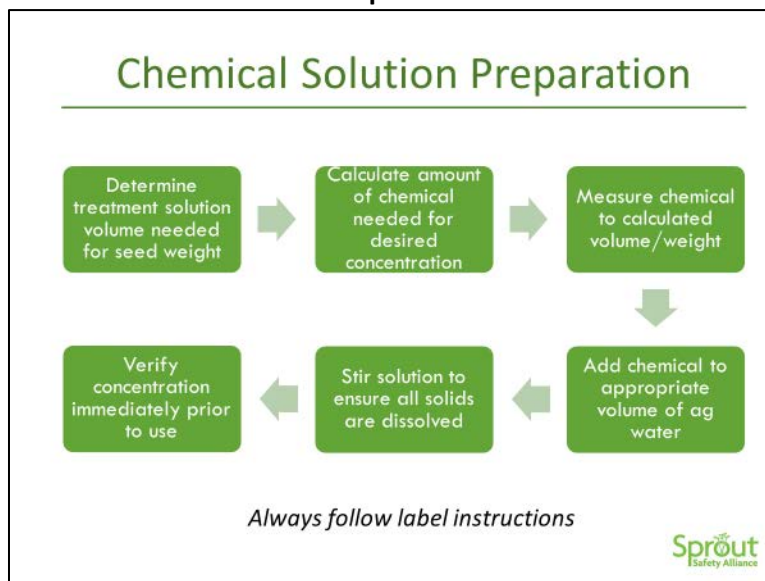 Chemical Solution Preparation
Determine
treatment solution
volume needed
for seed weight
Calculate amount
of chemical
needed for
desired
concentration
Measure chemical
to calculated
volume/weight
Add chemical to
appropriate
volume of ag
water
Stir solution to
ensure all solids
are dissolved
Verify
concentration
immediately prior
to use
Always follow label instructions
Sprout
Safety Alliance